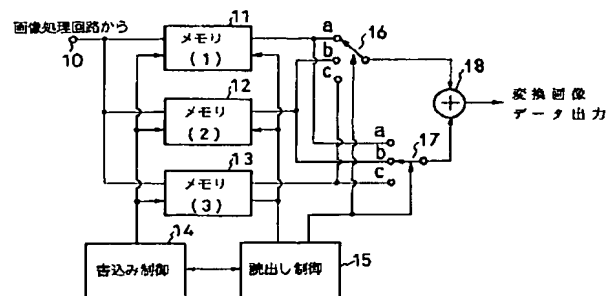 画像処理回路から
10
11
メモリ
(1)
12
メモリ
(2)
13
メモリ
(3)
14
書込み制御
読出し制御
15
a
b
c
16
a
b
c
17
18
変換画像
データ出力